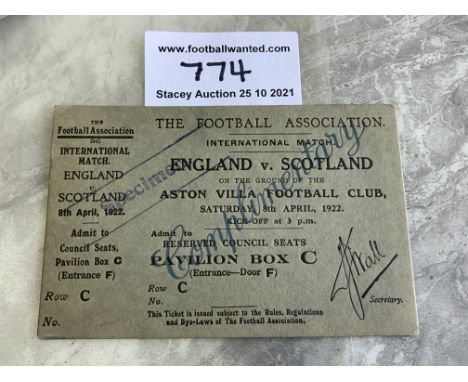 www.footballwanted.com
774
Stacey Auction 25 10 2021
THE
Football Association
INTERNATIONAL
MATCH.
ENGLAND
v.
SCOTLAND
8th April, 1922.
Admit to
Council Seats,
Pavilion Box C
(Entrance F)
Row C
No.
Specimen
THE FOOTBALL ASSOCIATION.
INTERNATIONAL MATCH.
ENGLAND v. SCOTLAND
ON THE GROUND OF THE
ASTON VILLA FOOTBALL CLUB,
SATURDAY, 8th APRIL, 1922.
KICK-OFF at 3 p.m.
Admit to
RESERVED COUNCIL SEATS
PAVILION BOX C
(Entrance—Door F)
Row C
No.
This Ticket is issued subject to the Rules, Regulations
and Bye-Laws of The Football Association.
Complimentary
FJWall
Secretary.